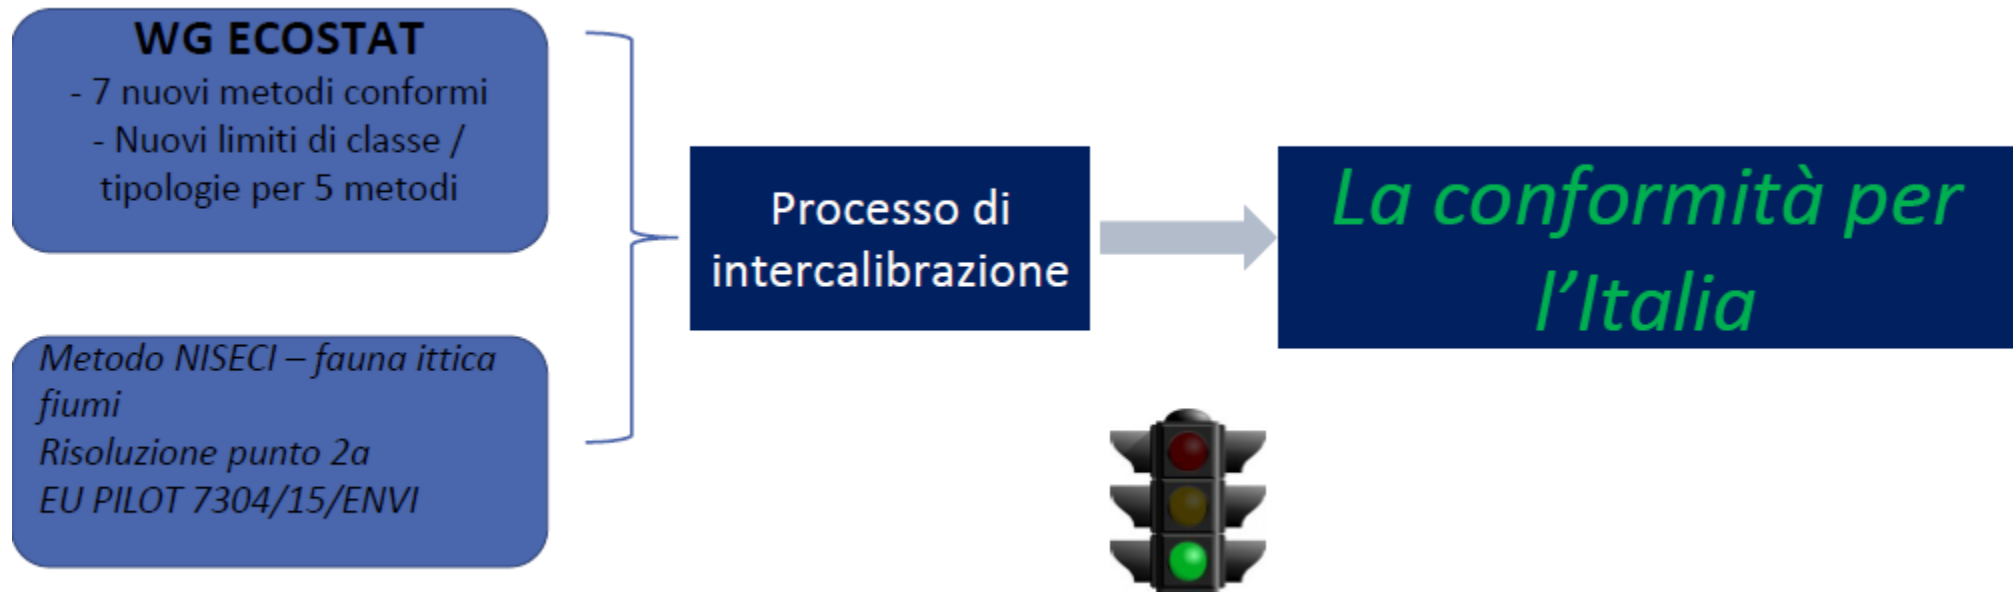 WG ECOSTAT
- 7 nuovi metodi conformi
- Nuovi limiti di classe /
tipologie per 5 metodi
Metodo NISECI – fauna ittica
fiumi
Risoluzione punto 2a
EU PILOT 7304/15/ENVI
Processo di
intercalibrazione
La conformità per
l’Italia